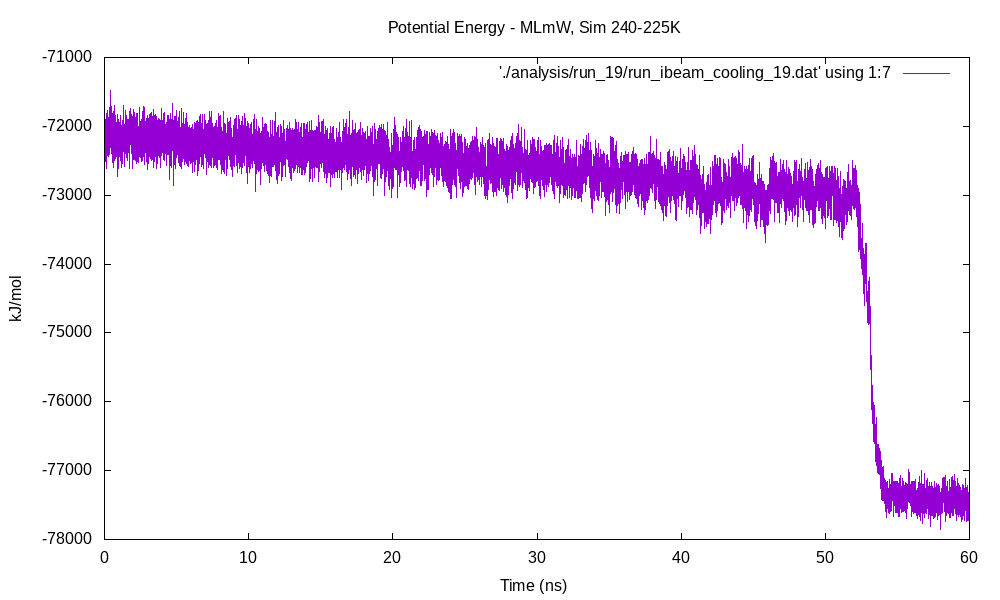 Potential Energy - MLmW, Sim 240-225K
'./analysis/run_19/run_ibeam_cooling_19.dat' using 1:7
-71000
-72000
-73000
-74000
-75000
-76000
-77000
-78000
kJ/mol
0 10 20 30 40 50 60
Time (ns)